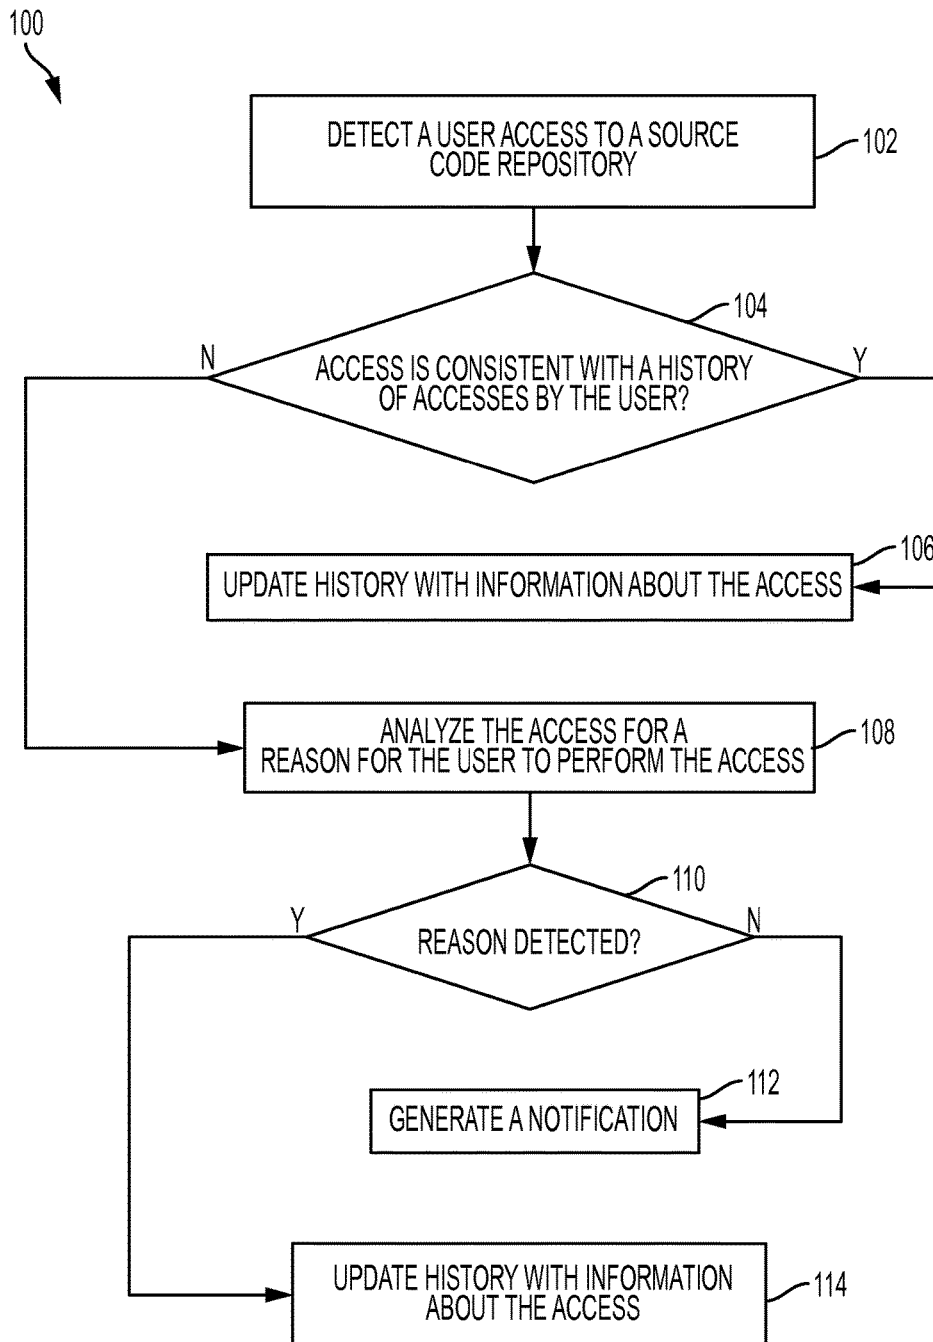 100
DETECT A USER ACCESS TO A SOURCE
CODE REPOSITORY
102
104
N
Y
ACCESS IS CONSISTENT WITH A HISTORY
OF ACCESSES BY THE USER?
106
UPDATE HISTORY WITH INFORMATION ABOUT THE ACCESS
ANALYZE THE ACCESS FOR A
REASON FOR THE USER TO PERFORM THE ACCESS
108
110
Y
N
REASON DETECTED?
112
GENERATE A NOTIFICATION
UPDATE HISTORY WITH INFORMATION
ABOUT THE ACCESS
114